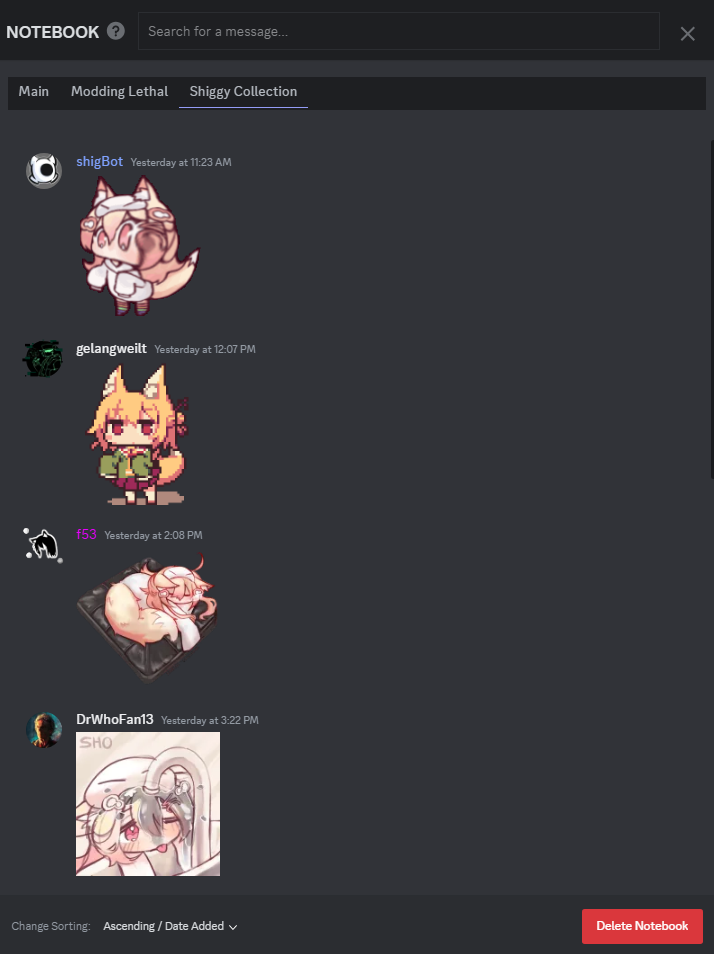 NOTEBOOK ? Search for a message...
Main Modding Lethal Shiggy Collection
shigBot Yesterday at 11:23 AM
gelangweilt Yesterday at 12:07 PM
f53 Yesterday at 2:08 PM
DrWhoFan13 Yesterday at 3:22 PM
SHO
Change Sorting: Ascending / Date Added Delete Notebook